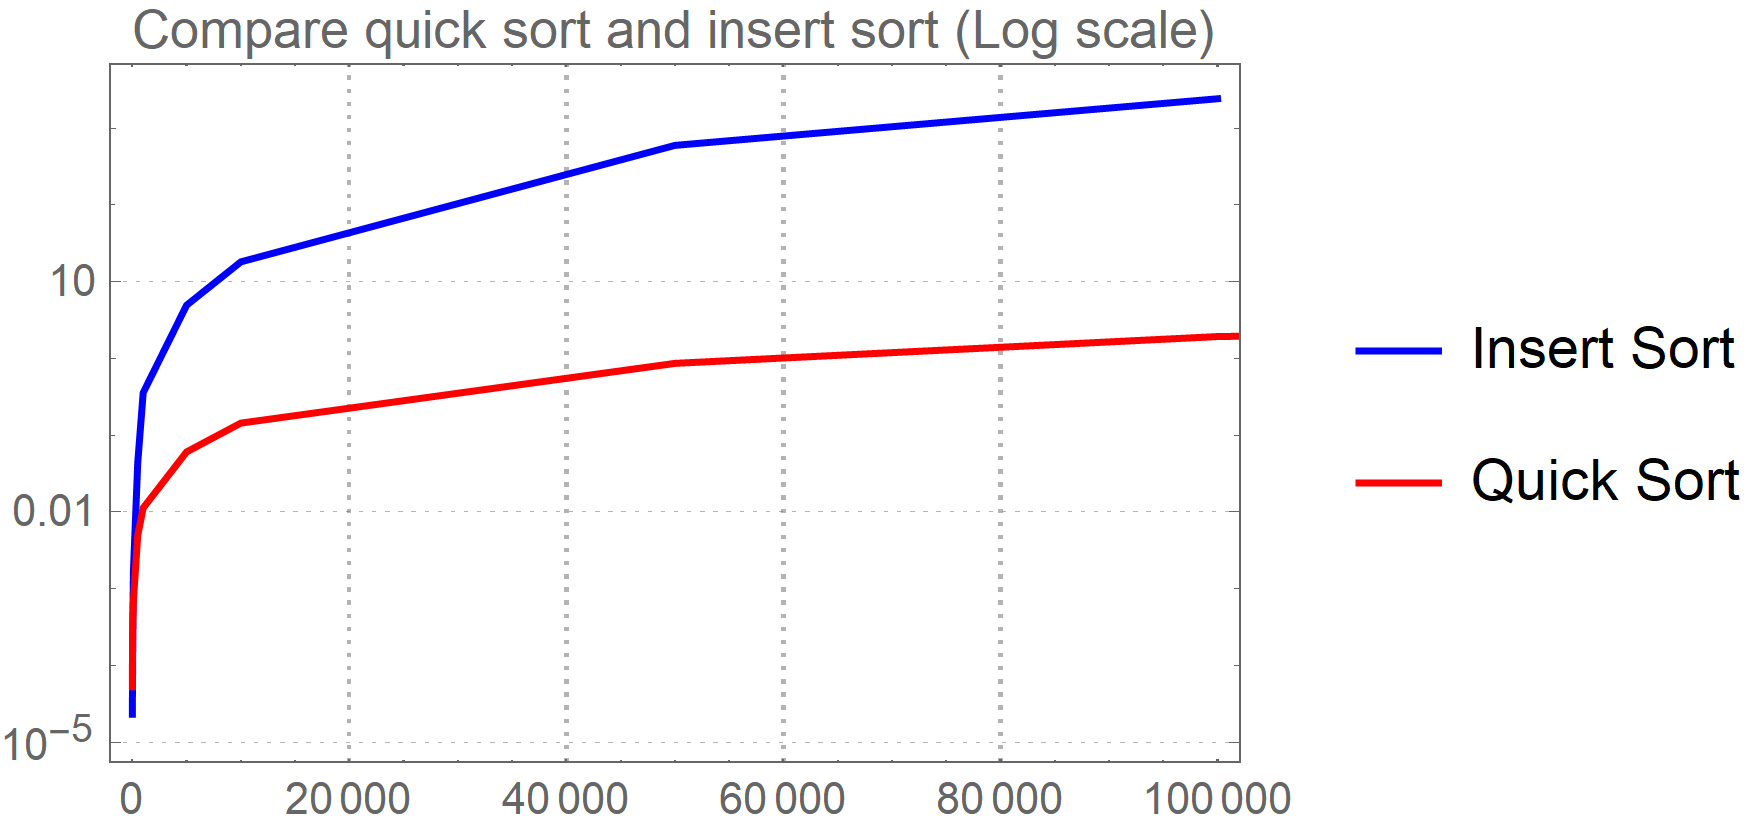 Compare quick sort and insert sort (Log scale)
10
0.01
10⁻⁵
0 20 000 40 000 60 000 80 000 100 000
Insert Sort
Quick Sort